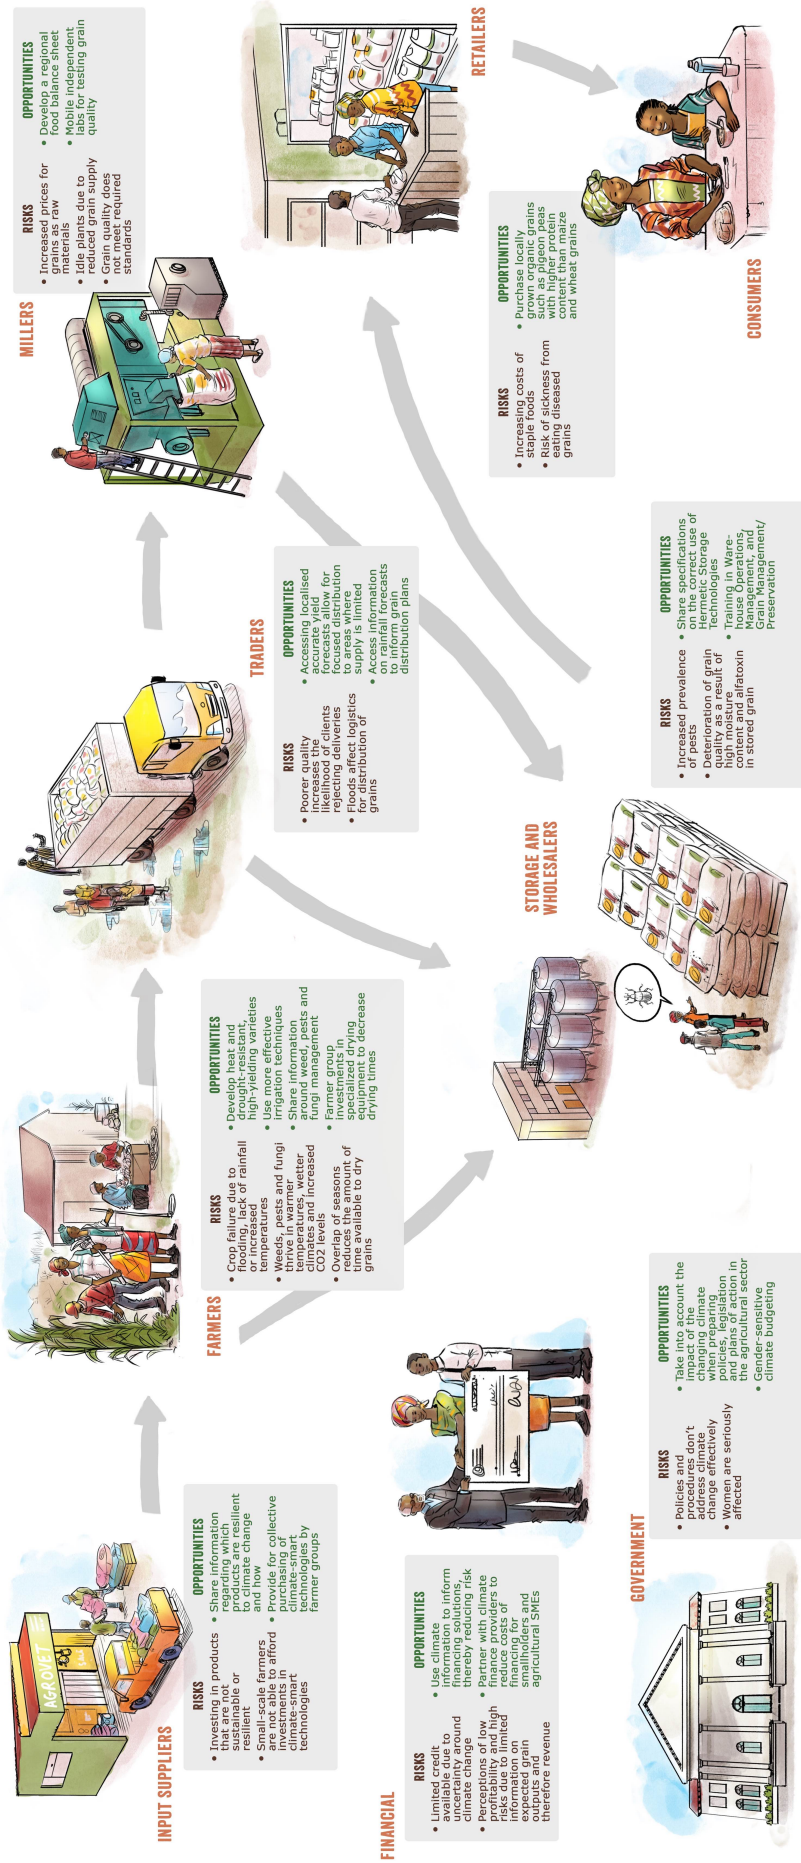 INPUT SUPPLIERS
AGROVET
RISKS
• Investing in products
that are not
sustainable or
resilient
• Small-scale farmers
are not able to afford
investments in
climate-smart
technologies
OPPORTUNITIES
• Share information
regarding which
products are resilient
to climate change
and how
• Provide for collective
purchasing of
climate-smart
technologies by
farmer groups
FARMERS
RISKS
• Crop failure due to
flooding, lack of rainfall
or increased
temperatures
• Weeds, pests and fungi
thrive in warmer
temperatures, wetter
climates and increased
CO2 levels
• Overlap of seasons
reduces the amount of
time available to dry
grains
OPPORTUNITIES
• Develop heat and
drought-resistant,
high-yielding varieties
• Use more effective
irrigation techniques
• Share information
around weed, pests and
fungi management
• Farmer group
investments in
specialized drying
equipment to decrease
drying times
TRADERS
RISKS
• Poorer quality
increases the
likelihood of clients
rejecting deliveries
• Floods affect logistics
for distribution of
grains
OPPORTUNITIES
• Accessing localised
accurate yield
forecasts allow for
focused distribution
to areas where
supply is limited
• Access information
on rainfall forecasts
to inform grain
distribution plans
MILLERS
RISKS
• Increased prices for
grains as raw
materials
• Idle plants due to
reduced grain supply
• Grain quality does
not meet required
standards
OPPORTUNITIES
• Develop a regional
food balance sheet
• Mobile independent
labs for testing grain
quality
RETAILERS
FINANCIAL
RISKS
• Limited credit
available due to
uncertainty around
climate change
• Perceptions of low
profitability and high
risks due to limited
information on
expected grain
outputs and
therefore revenue
OPPORTUNITIES
• Use climate
information to inform
financing solutions,
thereby reducing risk
• Partner with climate
finance providers to
reduce costs of
financing for
smallholders and
agricultural SMEs
STORAGE AND
WHOLESALERS
RISKS
• Increased prevalence
of pests
• Deterioration of grain
quality as a result of
high moisture
content and alfatoxin
in stored grain
OPPORTUNITIES
• Share specifications
on the correct use of
Hermetic Storage
Technologies
• Training in Ware-
house Operations,
Management, and
Grain Management/
Preservation
RISKS
• Increasing costs of
staple foods
• Risk of sickness from
eating diseased
grains
OPPORTUNITIES
• Purchase locally
grown organic grains
such as pigeon peas
with higher protein
content than maize
and wheat grains
CONSUMERS
GOVERNMENT
RISKS
• Policies and
procedures don't
address climate
change effectively
• Women are seriously
affected
OPPORTUNITIES
• Take into account the
impact of the
changing climate
when preparing
policies, legislation
and plans of action in
the agricultural sector
• Gender-sensitive
climate budgeting